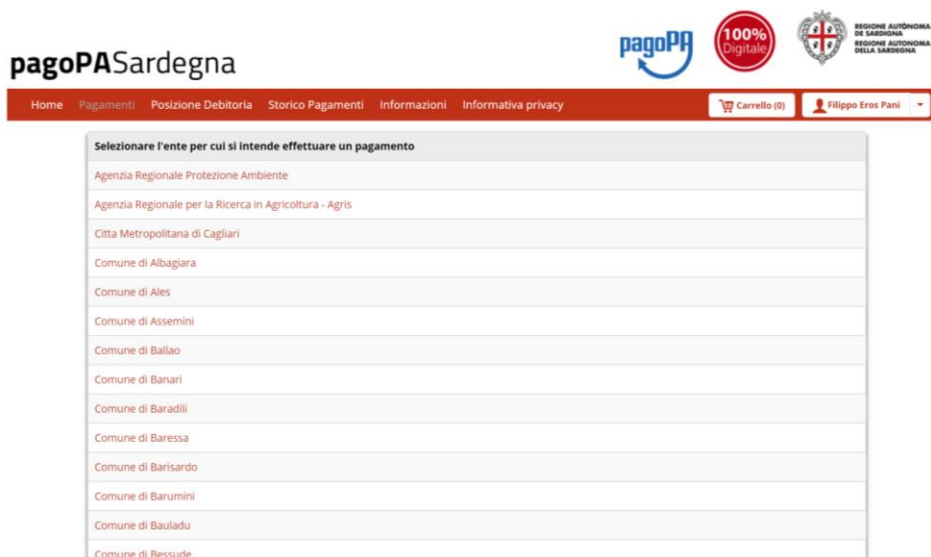 pagoPASardegna
pagoPA
100%
Digitale
REGIONE AUTÒNOMA
DE SARDIGNA
REGIONE AUTONOMA
DELLA SARDEGNA
Home Pagamenti Posizione Debitoria Storico Pagamenti Informazioni Informativa privacy Carrello (0) Filippo Eros Pani
Selezionare l'ente per cui si intende effettuare un pagamento
Agenzia Regionale Protezione Ambiente
Agenzia Regionale per la Ricerca in Agricoltura - Agris
Citta Metropolitana di Cagliari
Comune di Albagiara
Comune di Ales
Comune di Assemini
Comune di Ballao
Comune di Banari
Comune di Baradili
Comune di Baressa
Comune di Barisardo
Comune di Barumini
Comune di Bauladu
Comune di Bessude